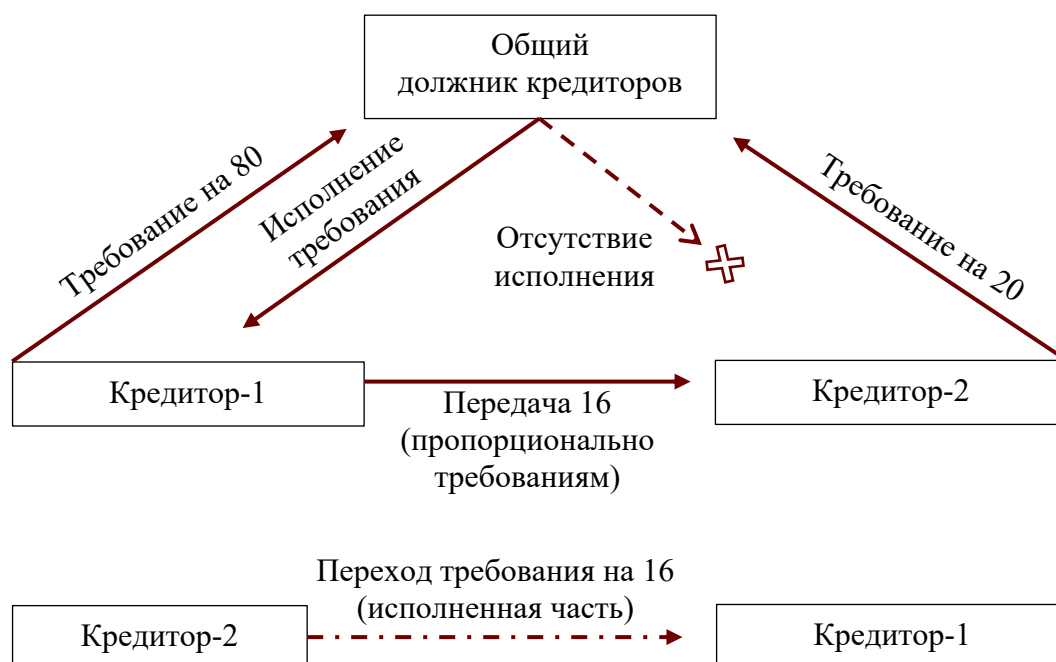 Общий
должник кредиторов
Требование на 80
Исполнение
требования
Отсутствие
исполнения
Требование на 20
Кредитор-1
Передача 16
(пропорционально
требованиям)
Кредитор-2
Переход требования на 16
(исполненная часть)
Кредитор-2
Кредитор-1